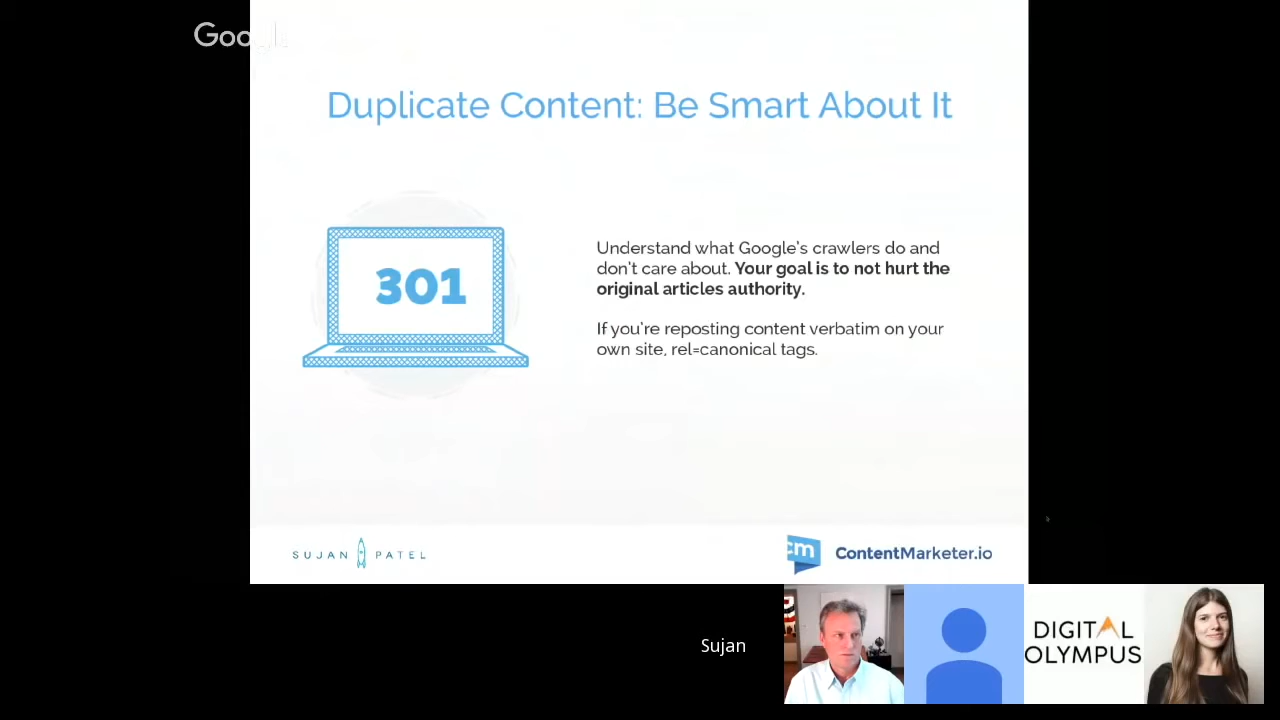 Google
Duplicate Content: Be Smart About It
301
Understand what Google's crawlers do and
don't care about. Your goal is to not hurt the
original articles authority.
If you're reposting content verbatim on your
own site, rel=canonical tags.
SUJAN PATEL
cm ContentMarketer.io
Sujan
DIGITAL
OLYMPUS